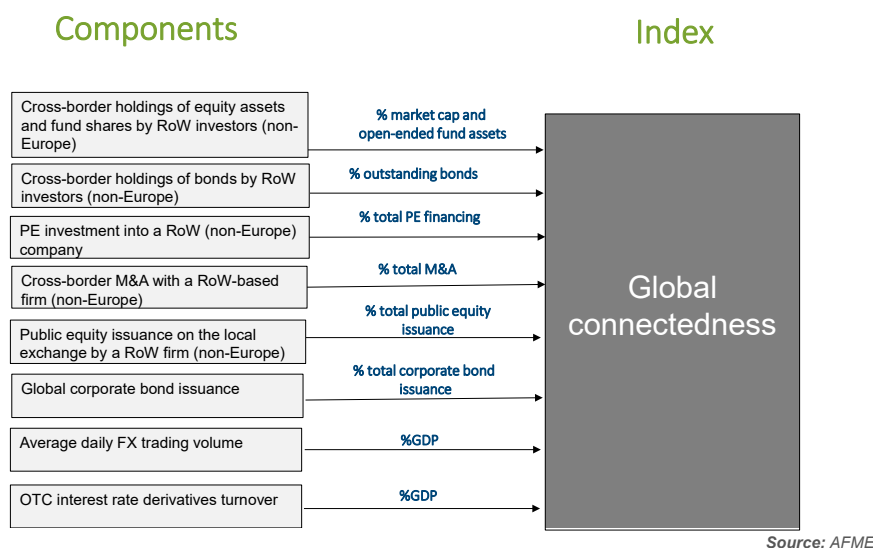 Components
Index
Cross-border holdings of equity assets
and fund shares by RoW investors (non-
Europe)
% market cap and
open-ended fund assets
Cross-border holdings of bonds by RoW
investors (non-Europe)
% outstanding bonds
PE investment into a RoW (non-Europe)
company
% total PE financing
Cross-border M&A with a RoW-based
firm (non-Europe)
% total M&A
Public equity issuance on the local
exchange by a RoW firm (non-Europe)
% total public equity
issuance
Global corporate bond issuance
% total corporate bond
issuance
Average daily FX trading volume
%GDP
OTC interest rate derivatives turnover
%GDP
Global
connectedness
Source: AFME